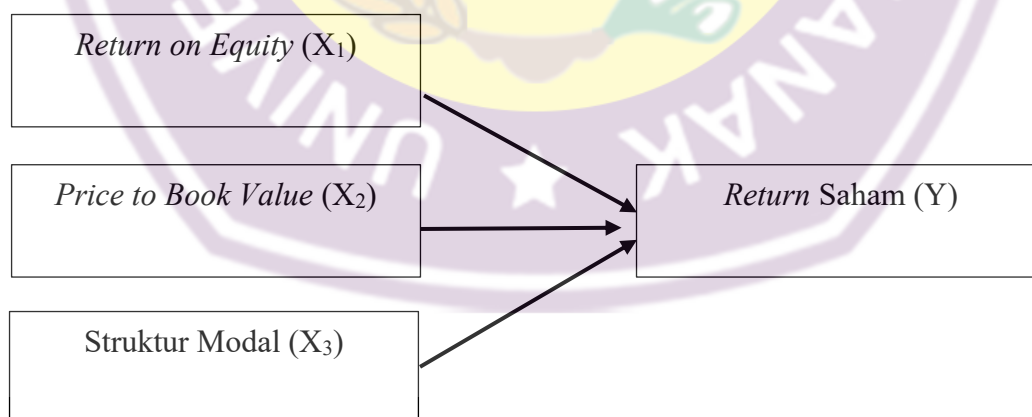 Return on Equity (X₁)
Price to Book Value (X₂)
Return Saham (Y)
Struktur Modal (X₃)